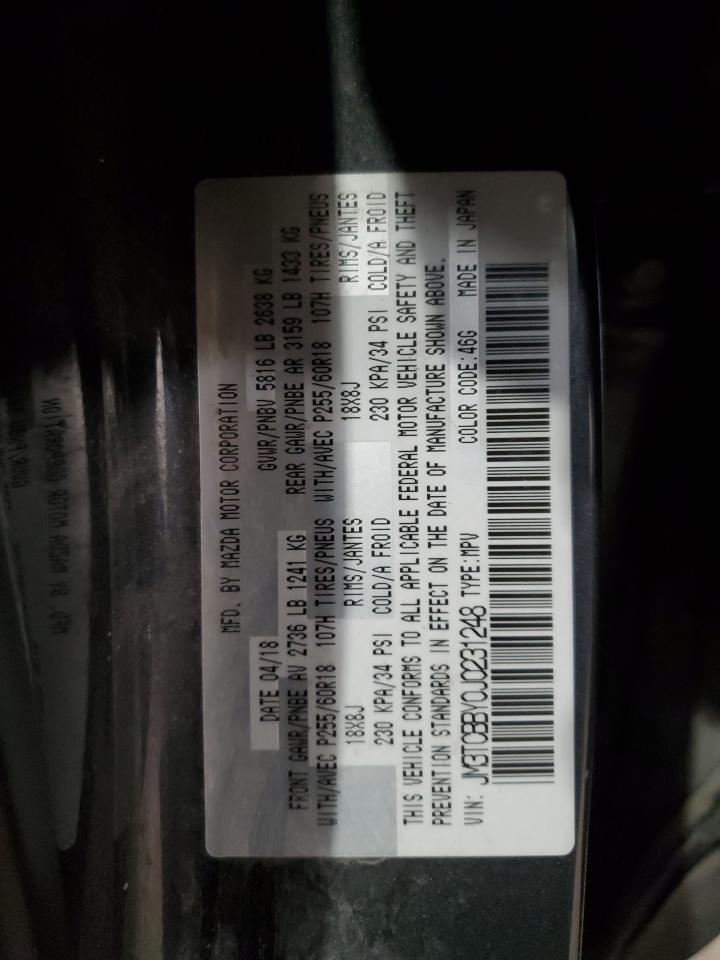 MFD. BY MAZDA MOTOR CORPORATION
DATE 04/18 GVWR/PNBV 5816 LB 2638 KG
FRONT GAWR/PNBE AV 2736 LB 1241 KG REAR GAWR/PNBE AR 3159 LB 1433 KG
WITH/AVEC P255/60R18 107H TIRES/PNEUS WITH/AVEC P255/60R18 107H TIRES/PNEUS
18X8J RIMS/JANTES 18X8J RIMS/JANTES
230 KPA/34 PSI COLD/A FROID 230 KPA/34 PSI COLD/A FROID
THIS VEHICLE CONFORMS TO ALL APPLICABLE FEDERAL MOTOR VEHICLE SAFETY AND THEFT
PREVENTION STANDARDS IN EFFECT ON THE DATE OF MANUFACTURE SHOWN ABOVE.
VIN: JM3TCBBY0J0231248 TYPE:MPV COLOR CODE:46G MADE IN JAPAN